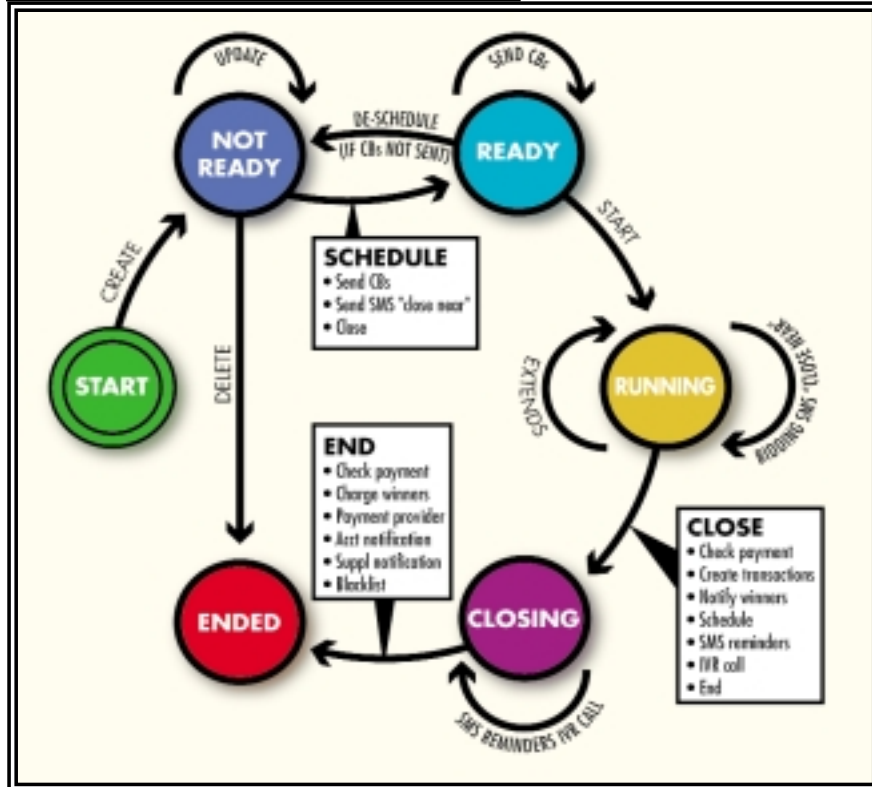 UPDATE
SEND CBs
NOT
READY
DE-SCHEDULE
(IF CBs NOT SENT)
READY
START
CREATE
SCHEDULE
• Send CBs
• Send SMS "close near"
• Close
START
DELETE
EXTENDS
RUNNING
BIDDING SMS "CLOSE NEAR"
END
• Check payment
• Charge winners
• Payment provider
• Acct notification
• Suppl notification
• Blacklist
CLOSE
• Check payment
• Create transactions
• Notify winners
• Schedule
• SMS reminders
• IVR call
• End
ENDED
CLOSING
SMS REMINDERS IVR CALL